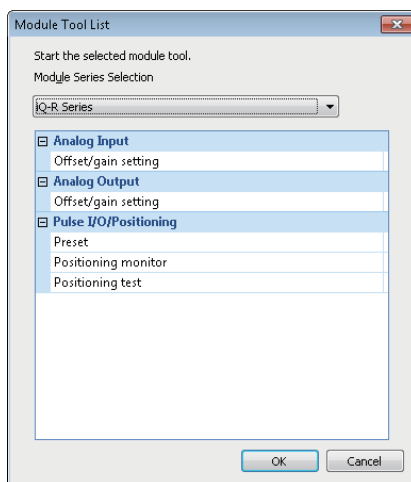 Module Tool List
Start the selected module tool.
Module Series Selection
iQ-R Series
Analog Input
Offset/gain setting
Analog Output
Offset/gain setting
Pulse I/O/Positioning
Preset
Positioning monitor
Positioning test
OK Cancel